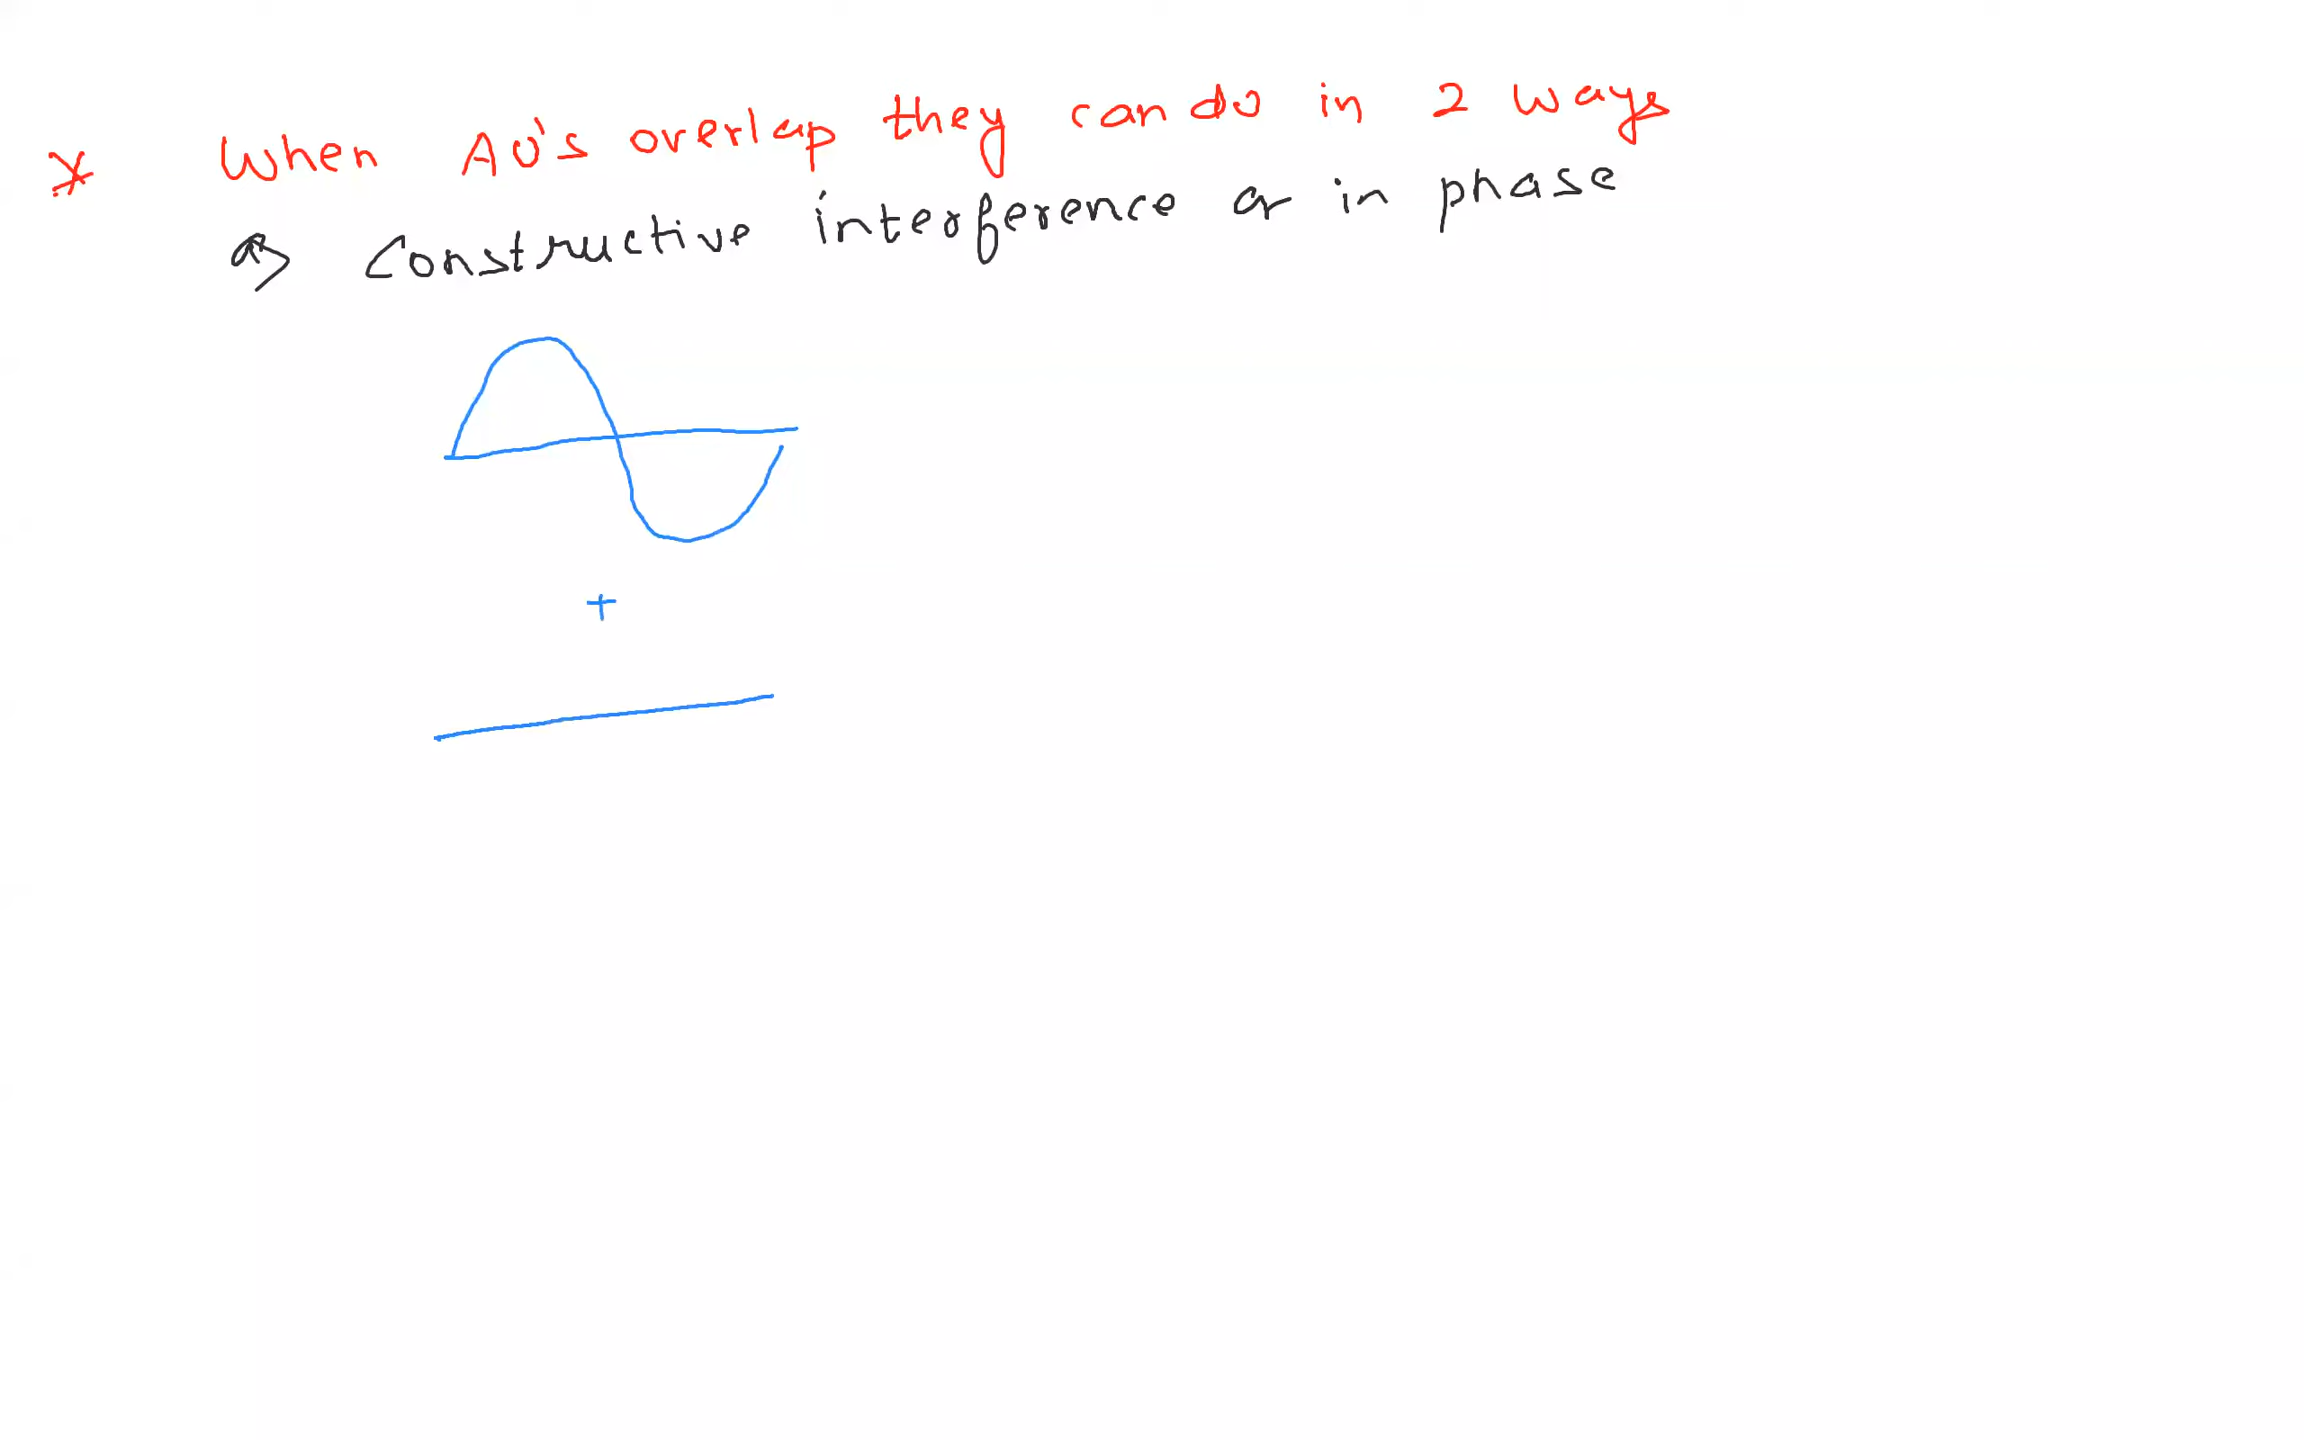 * When AO's overlap they can do in 2 ways
a) Constructive interference or in phase
+